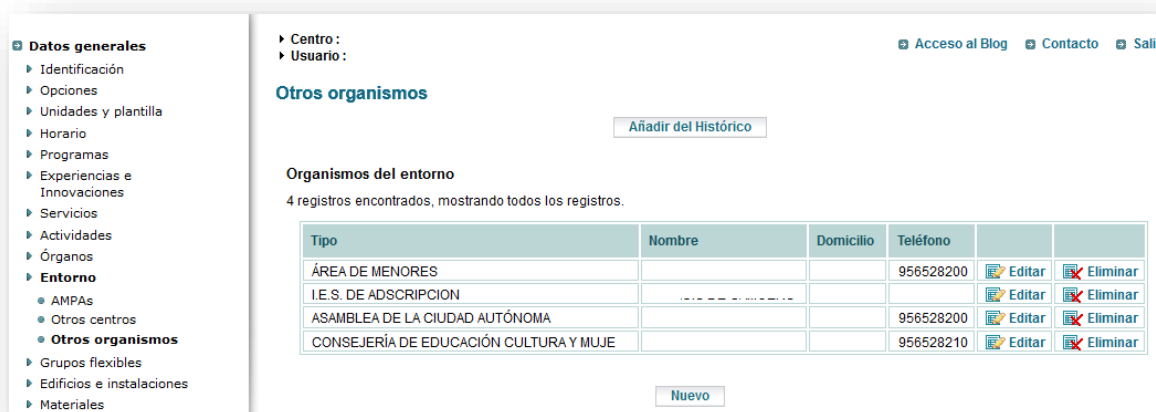 Datos generales
Identificación
Opciones
Unidades y plantilla
Horario
Programas
Experiencias e
Innovaciones
Servicios
Actividades
Órganos
Entorno
AMPAs
Otros centros
Otros organismos
Grupos flexibles
Edificios e instalaciones
Materiales
Centro :
Usuario :
Acceso al Blog Contacto Sali
Otros organismos
Añadir del Histórico
Organismos del entorno
4 registros encontrados, mostrando todos los registros.
Tipo Nombre Domicilio Teléfono
ÁREA DE MENORES 956528200 Editar Eliminar
I.E.S. DE ADSCRIPCION Editar Eliminar
ASAMBLEA DE LA CIUDAD AUTÓNOMA 956528200 Editar Eliminar
CONSEJERÍA DE EDUCACIÓN CULTURA Y MUJE 956528210 Editar Eliminar
Nuevo